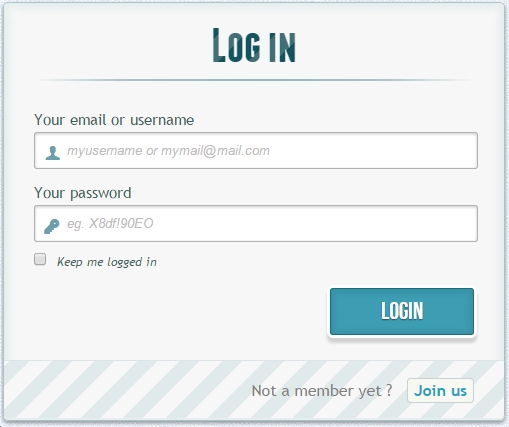 LOG IN
Your email or username
myusername or mymail@mail.com
Your password
eg. X8df!90EO
Keep me logged in
LOGIN
Not a member yet ? Join us